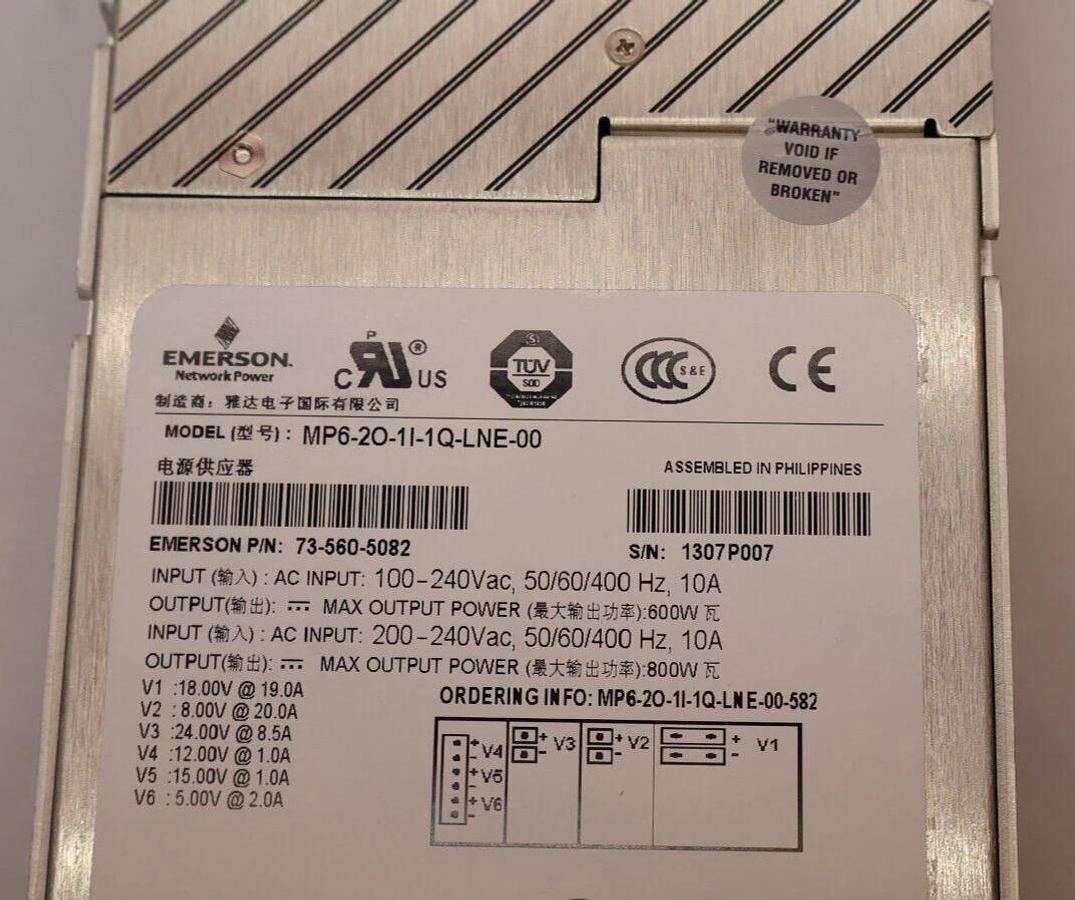 "WARRANTY
VOID IF
REMOVED OR
BROKEN"
EMERSON.
Network Power
制造商：雅达电子国际有限公司
P
C RU ® US
S
TÜV
SÜD
CCC S&E
CE
MODEL (型号)： MP6-2O-1I-1Q-LNE-00
电源供应器
ASSEMBLED IN PHILIPPINES
EMERSON P/N: 73-560-5082
S/N: 1307P007
INPUT (输入) : AC INPUT: 100-240Vac, 50/60/400 Hz, 10A
OUTPUT(输出): MAX OUTPUT POWER (最大输出功率):600W 瓦
INPUT (输入) : AC INPUT: 200-240Vac, 50/60/400 Hz, 10A
OUTPUT(输出): MAX OUTPUT POWER (最大输出功率):800W 瓦
V1 :18.00V @ 19.0A
V2 : 8.00V @ 20.0A
V3 :24.00V @ 8.5A
V4 :12.00V @ 1.0A
V5 :15.00V @ 1.0A
V6 : 5.00V @ 2.0A
ORDERING INFO: MP6-2O-1I-1Q-LNE-00-582
+ V4 -
+ V5 -
+ V6 -
+ V3 -
+ V2 -
+ V1 -